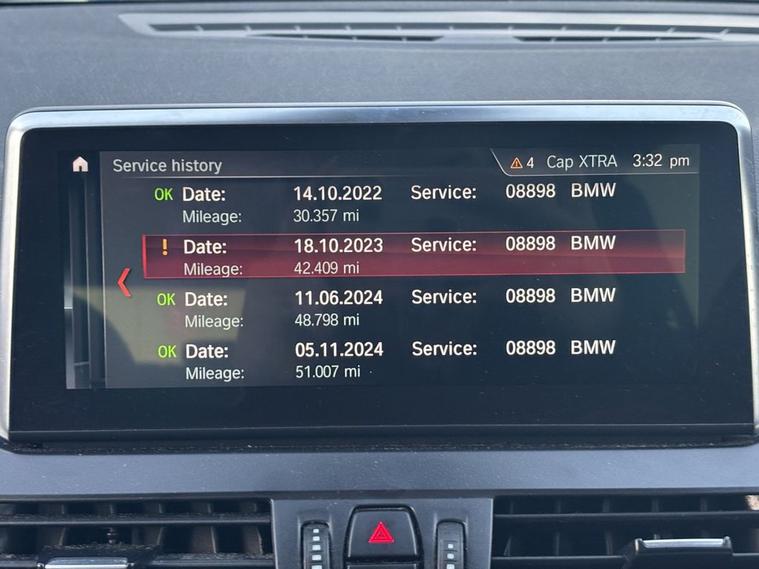 Service history 4 Cap XTRA 3:32 pm
OK Date: 14.10.2022 Service: 08898 BMW
Mileage: 30.357 mi
! Date: 18.10.2023 Service: 08898 BMW
Mileage: 42.409 mi
OK Date: 11.06.2024 Service: 08898 BMW
Mileage: 48.798 mi
OK Date: 05.11.2024 Service: 08898 BMW
Mileage: 51.007 mi